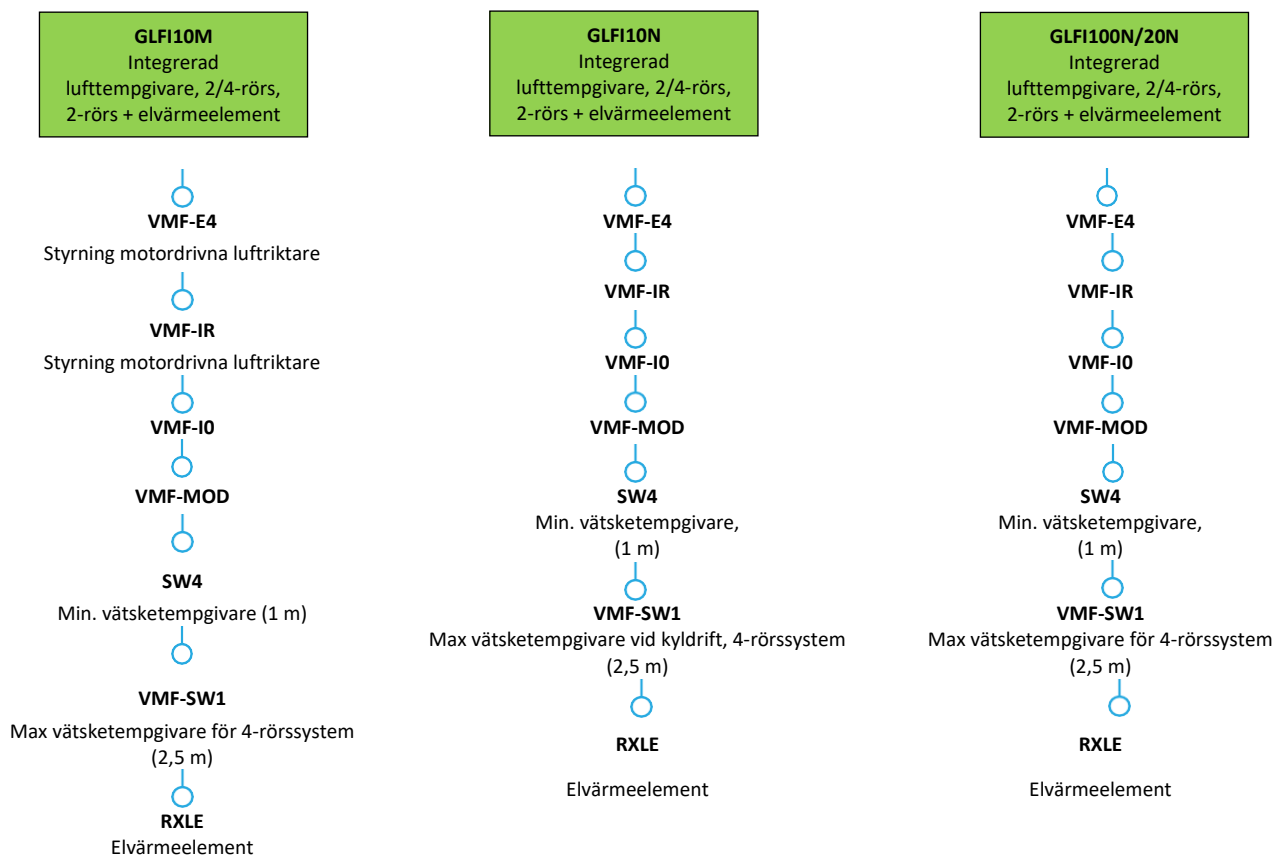 GLFI10M
Integrerad
lufttempgivare, 2/4-rörs,
2-rörs + elvärmeelement
VMF-E4
Styrning motordrivna luftriktare
VMF-IR
Styrning motordrivna luftriktare
VMF-I0
VMF-MOD
SW4
Min. vätsketempgivare (1 m)
VMF-SW1
Max vätsketempgivare för 4-rörssystem
(2,5 m)
RXLE
Elvärmeelement
GLFI10N
Integrerad
lufttempgivare, 2/4-rörs,
2-rörs + elvärmeelement
VMF-E4
VMF-IR
VMF-I0
VMF-MOD
SW4
Min. vätsketempgivare,
(1 m)
VMF-SW1
Max vätsketempgivare vid kyldrift, 4-rörssystem
(2,5 m)
RXLE
Elvärmeelement
GLFI100N/20N
Integrerad
lufttempgivare, 2/4-rörs,
2-rörs + elvärmeelement
VMF-E4
VMF-IR
VMF-I0
VMF-MOD
SW4
Min. vätsketempgivare,
(1 m)
VMF-SW1
Max vätsketempgivare för 4-rörssystem
(2,5 m)
RXLE
Elvärmeelement